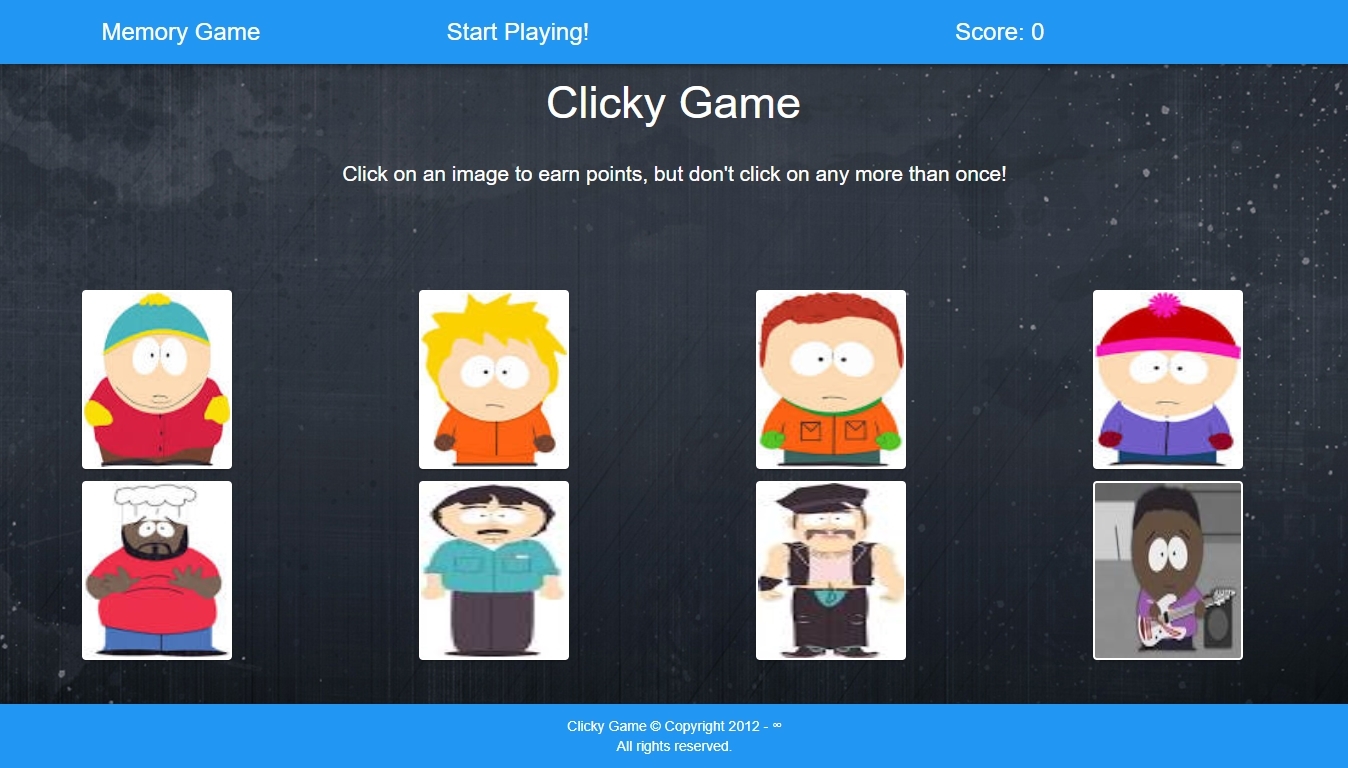 Memory Game
Start Playing!
Score: 0
Clicky Game
Click on an image to earn points, but don't click on any more than once!
Clicky Game © Copyright 2012 - ∞
All rights reserved.